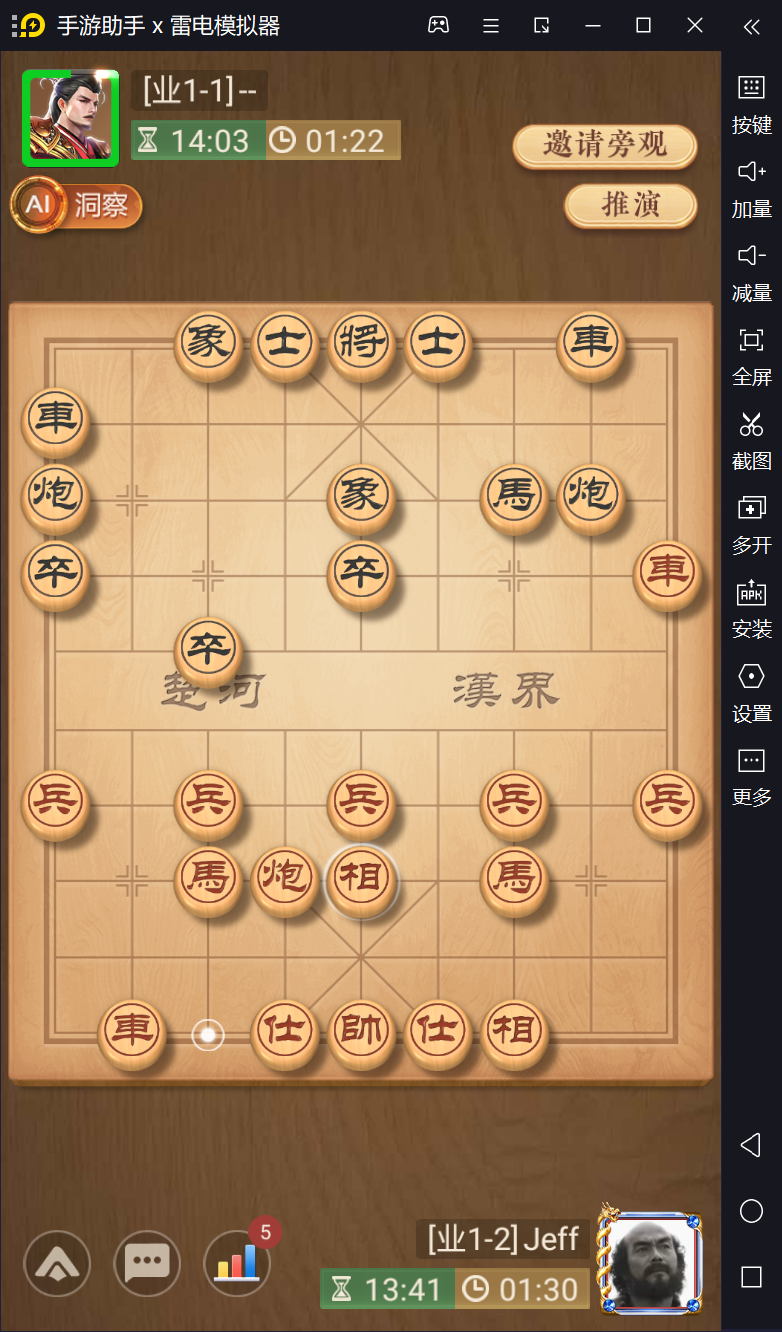 手游助手 x 雷电模拟器
[业1-1]--
14:03 01:22
邀请旁观
AI 洞察
推演
按键
加量
减量
全屏
截图
多开
APK
安装
设置
更多
象 士 將 士 車
車
炮 象 馬 炮
卒 卒 車
卒
楚河 漢界
兵 兵 兵 兵 兵
馬 炮 相 馬
車 仕 帥 仕 相
5
[业1-2] Jeff
13:41 01:30